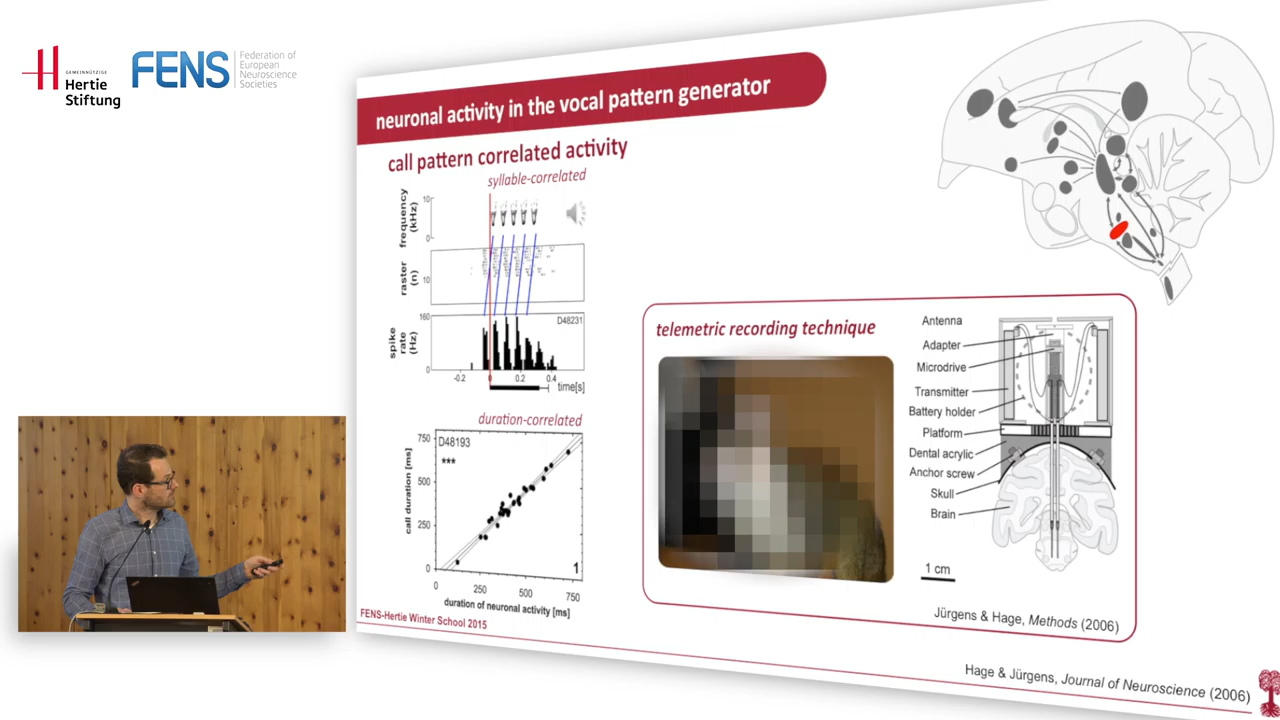 GEMEINNÜTZIGE
Hertie
Stiftung
FENS
Federation of
European
Neuroscience
Societies
neuronal activity in the vocal pattern generator
call pattern correlated activity
syllable-correlated
frequency
(kHz)
10
0
raster
(n)
10
spike
rate
(Hz)
160
0
D48231
-0.2
0
0.2
0.4
time[s]
duration-correlated
call duration [ms]
750
500
250
0
D48193
***
1
0
250
500
750
duration of neuronal activity [ms]
FENS-Hertie Winter School 2015
telemetric recording technique
Antenna
Adapter
Microdrive
Transmitter
Battery holder
Platform
Dental acrylic
Anchor screw
Skull
Brain
1 cm
Jürgens & Hage, Methods (2006)
Hage & Jürgens, Journal of Neuroscience (2006)